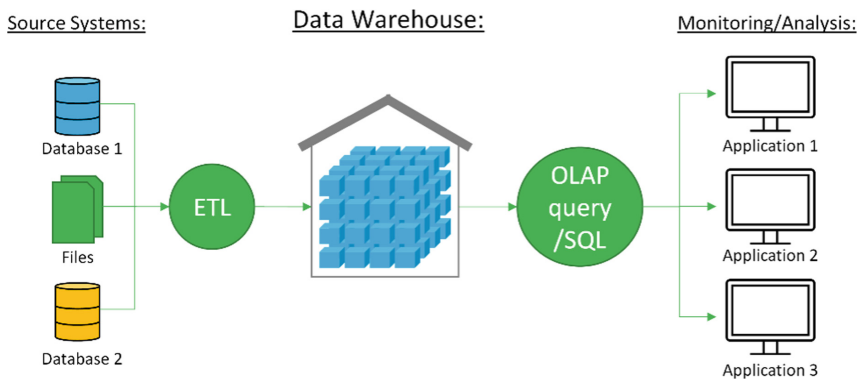 Source Systems:
Data Warehouse:
Monitoring/Analysis:
Database 1
Files
Database 2
ETL
OLAP
query
/SQL
Application 1
Application 2
Application 3